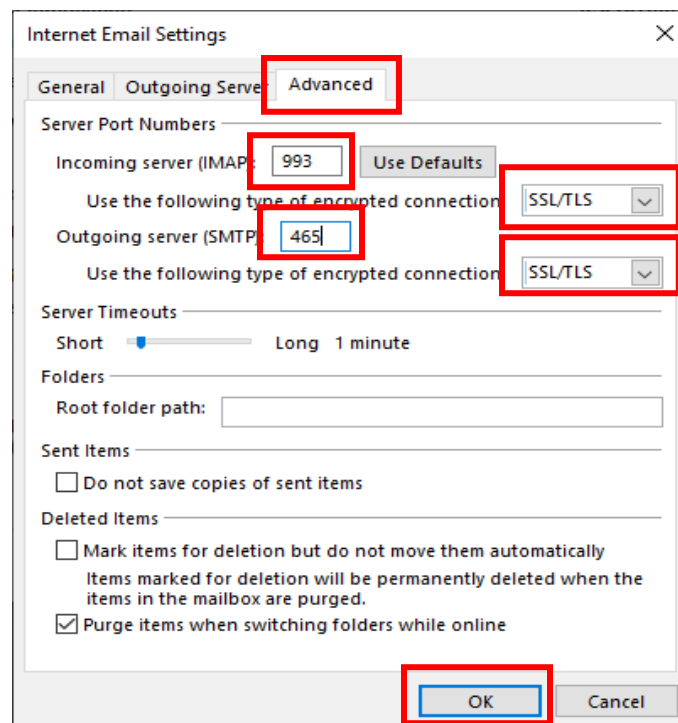 Internet Email Settings
General Outgoing Server Advanced
Server Port Numbers
Incoming server (IMAP): 993 Use Defaults
Use the following type of encrypted connection SSL/TLS
Outgoing server (SMTP): 465
Use the following type of encrypted connection SSL/TLS
Server Timeouts
Short Long 1 minute
Folders
Root folder path:
Sent Items
Do not save copies of sent items
Deleted Items
Mark items for deletion but do not move them automatically
Items marked for deletion will be permanently deleted when the
items in the mailbox are purged.
Purge items when switching folders while online
OK Cancel